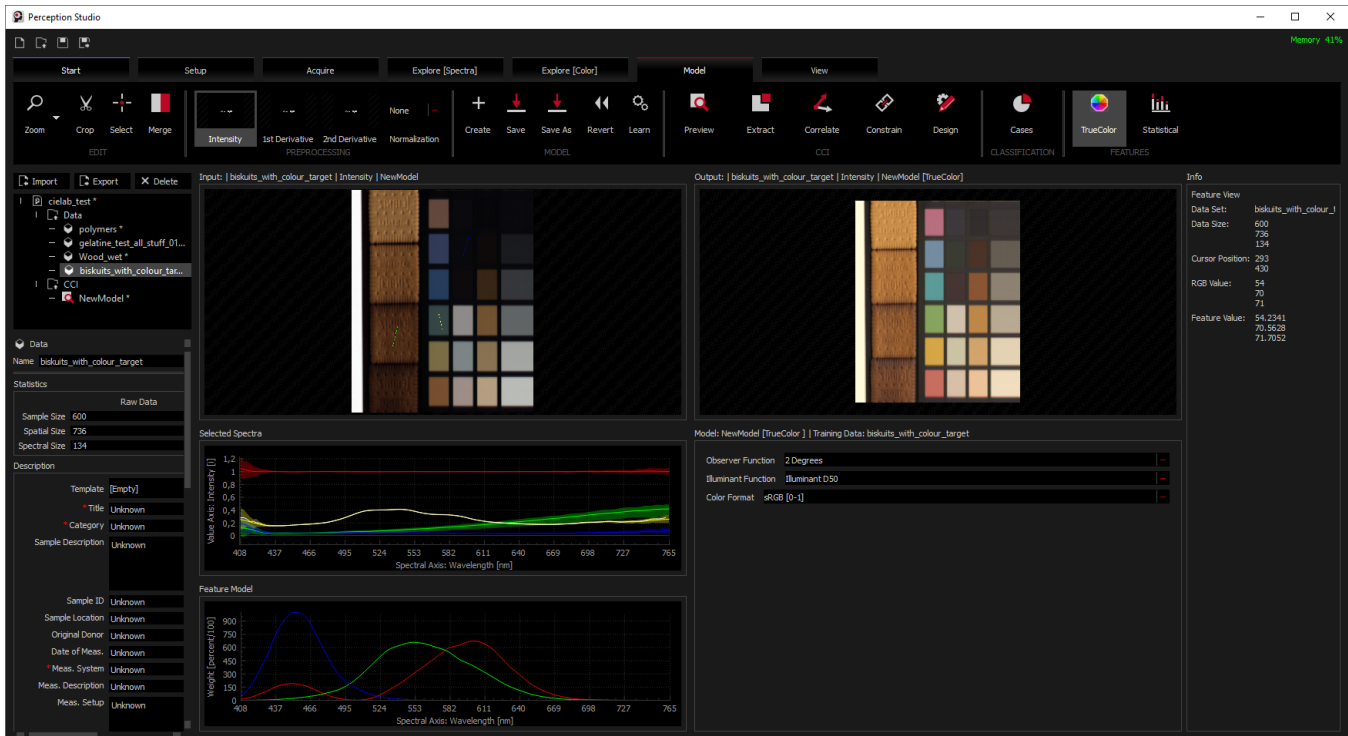 Perception Studio
Memory 41%
Start Setup Acquire Explore [Spectra] Explore [Color] Model View
None
Zoom Crop Select Merge Intensity 1st Derivative 2nd Derivative Normalization Create Save Save As Revert Learn Preview Extract Correlate Constrain Design Cases TrueColor Statistical
EDIT PREPROCESSING MODEL CCI CLASSIFICATION FEATURES
Import Export Delete
cielab_test *
Data
polymers *
gelatine_test_all_stuff_01...
Wood_wet *
biskuits_with_colour_tar...
CCI
NewModel *
Data
Name biskuits_with_colour_target
Statistics
Raw Data
Sample Size 600
Spatial Size 736
Spectral Size 134
Description
Template [Empty]
* Title Unknown
* Category Unknown
Sample Description Unknown
Sample ID Unknown
Sample Location Unknown
Original Donor Unknown
Date of Meas. Unknown
* Meas. System Unknown
Meas. Description Unknown
Meas. Setup Unknown
Input: | biskuits_with_colour_target | Intensity | NewModel
Output: | biskuits_with_colour_target | Intensity | NewModel [TrueColor]
Selected Spectra
Value Axis: Intensity [i]
1,2
1
0,8
0,6
0,4
0,2
0
408 437 466 495 524 553 582 611 640 669 698 727 765
Spectral Axis: Wavelength [nm]
Feature Model
Weight [percent/100]
900
750
600
450
300
150
0
408 437 466 495 524 553 582 611 640 669 698 727 765
Spectral Axis: Wavelength [nm]
Model: NewModel [TrueColor ] | Training Data: biskuits_with_colour_target
Observer Function 2 Degrees
Illuminant Function Illuminant D50
Color Format sRGB [0-1]
Info
Feature View
Data Set: biskuits_with_colour_t
Data Size: 600
736
134
Cursor Position: 293
430
RGB Value: 54
70
71
Feature Value: 54.2341
70.5628
71.7052